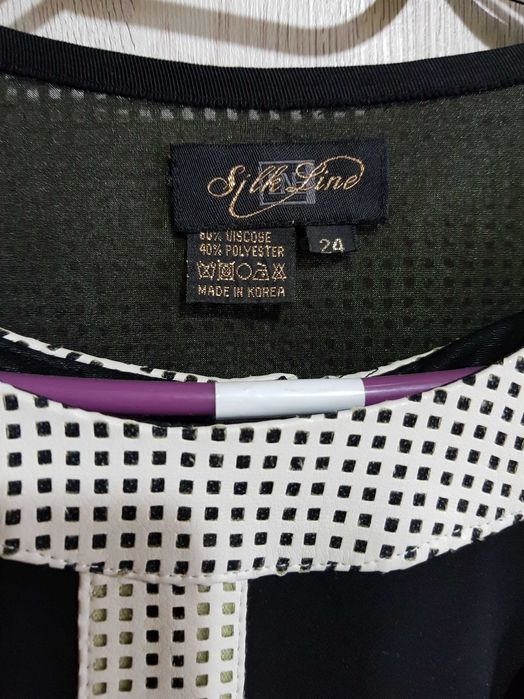 Silk Line
60% VISCOSE
40% POLYESTER
24
MADE IN KOREA